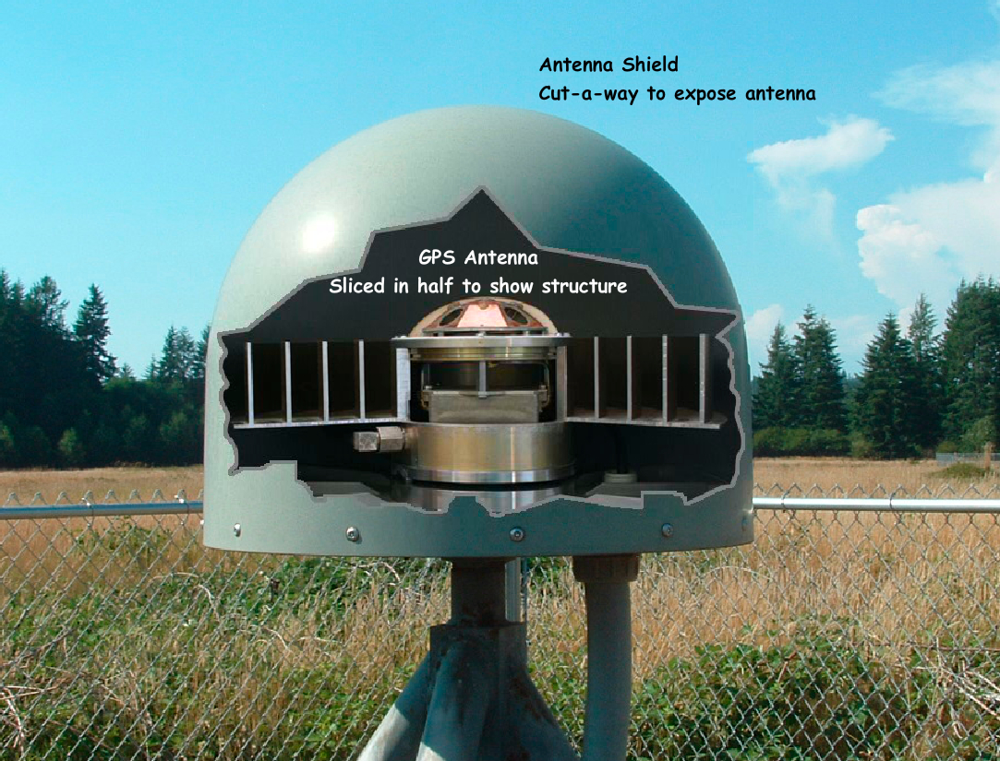 Antenna Shield
Cut-a-way to expose antenna
GPS Antenna
Sliced in half to show structure